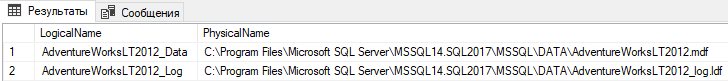 Результаты Сообщения
LogicalName PhysicalName
1 AdventureWorksLT2012_Data C:\Program Files\Microsoft SQL Server\MSSQL14.SQL2017\MSSQL\DATA\AdventureWorksLT2012.mdf
2 AdventureWorksLT2012_Log C:\Program Files\Microsoft SQL Server\MSSQL14.SQL2017\MSSQL\DATA\AdventureWorksLT2012_log.ldf